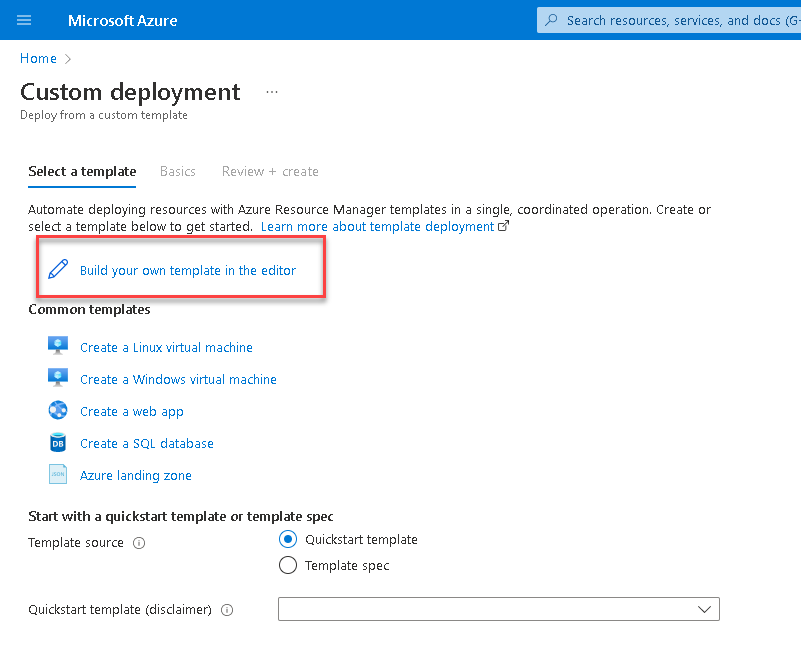 Microsoft Azure
Search resources, services, and docs (G+
Home
Custom deployment
Deploy from a custom template
Select a template
Basics
Review + create
Automate deploying resources with Azure Resource Manager templates in a single, coordinated operation. Create or
select a template below to get started. Learn more about template deployment
Build your own template in the editor
Common templates
Create a Linux virtual machine
Create a Windows virtual machine
Create a web app
DB
Create a SQL database
JSON
Azure landing zone
Start with a quickstart template or template spec
Template source
Quickstart template
Template spec
Quickstart template (disclaimer)